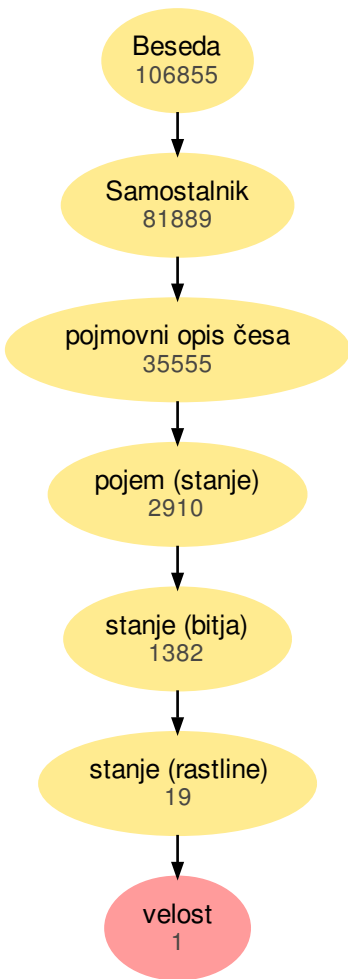 Beseda
106855
Samostalnik
81889
pojmovni opis česa
35555
pojem (stanje)
2910
stanje (bitja)
1382
stanje (rastline)
19
velost
1